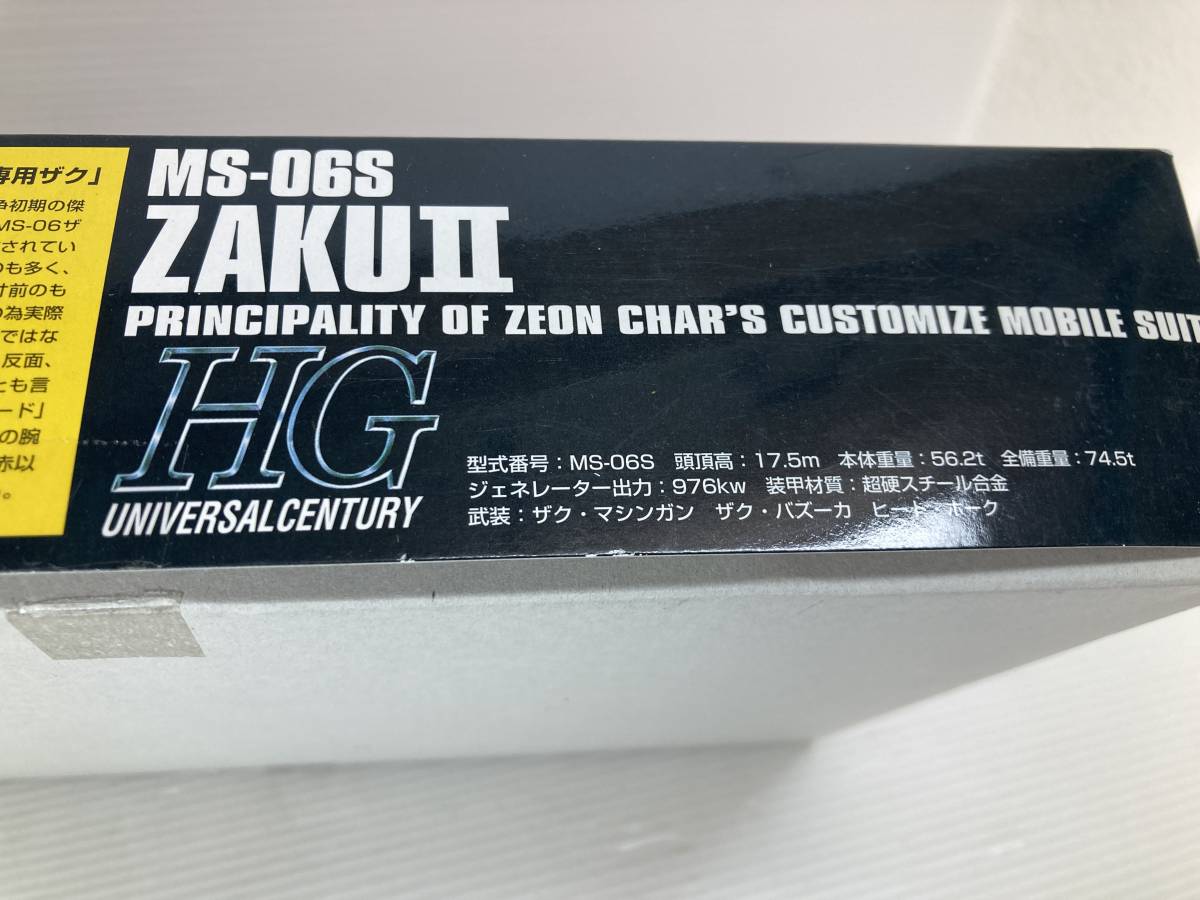 専用ザク」
争初期の傑
MS-06ザ
されてい
のも多く、
寸前のも
の為実際
ではな
反面、
とも言
ード」
の腕
赤以
。
MS-06S
ZAKUII
PRINCIPALITY OF ZEON CHAR'S CUSTOMIZE MOBILE SUIT
HG
UNIVERSALCENTURY
型式番号：MS-06S 頭頂高：17.5m 本体重量：56.2t 全備重量：74.5t
ジェネレーター出力：976kw 装甲材質：超硬スチール合金
武装：ザク・マシンガン ザク・バズーカ ヒート ホーク